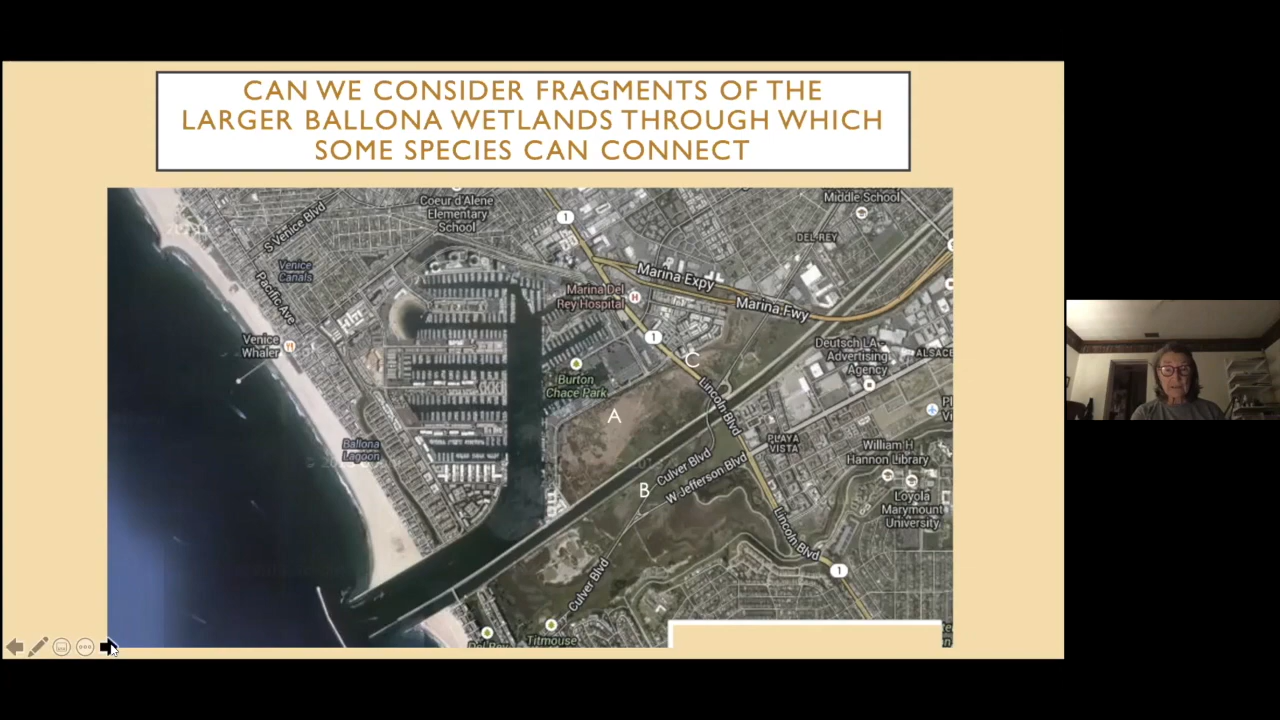 CAN WE CONSIDER FRAGMENTS OF THE
LARGER BALLONA WETLANDS THROUGH WHICH
SOME SPECIES CAN CONNECT
Coeur d'Alene
Elementary
School
1
Middle School
S Venice Blvd
DEL REY
Venice
Canals
Pacific Ave
Marina Expy
Marina Del
Rey Hospital
H
Marina Fwy
Venice
Whaler
1
Deutsch LA -
Advertising
Agency
ALSACE
C
Burton
Chace Park
Lincoln Blvd
A
Ballona
Lagoon
PLAYA
VISTA
William H
Hannon Library
Culver Blvd
W Jefferson Blvd
B
Loyola
Marymount
University
Lincoln Blvd
1
Culver Blvd
Titmouse